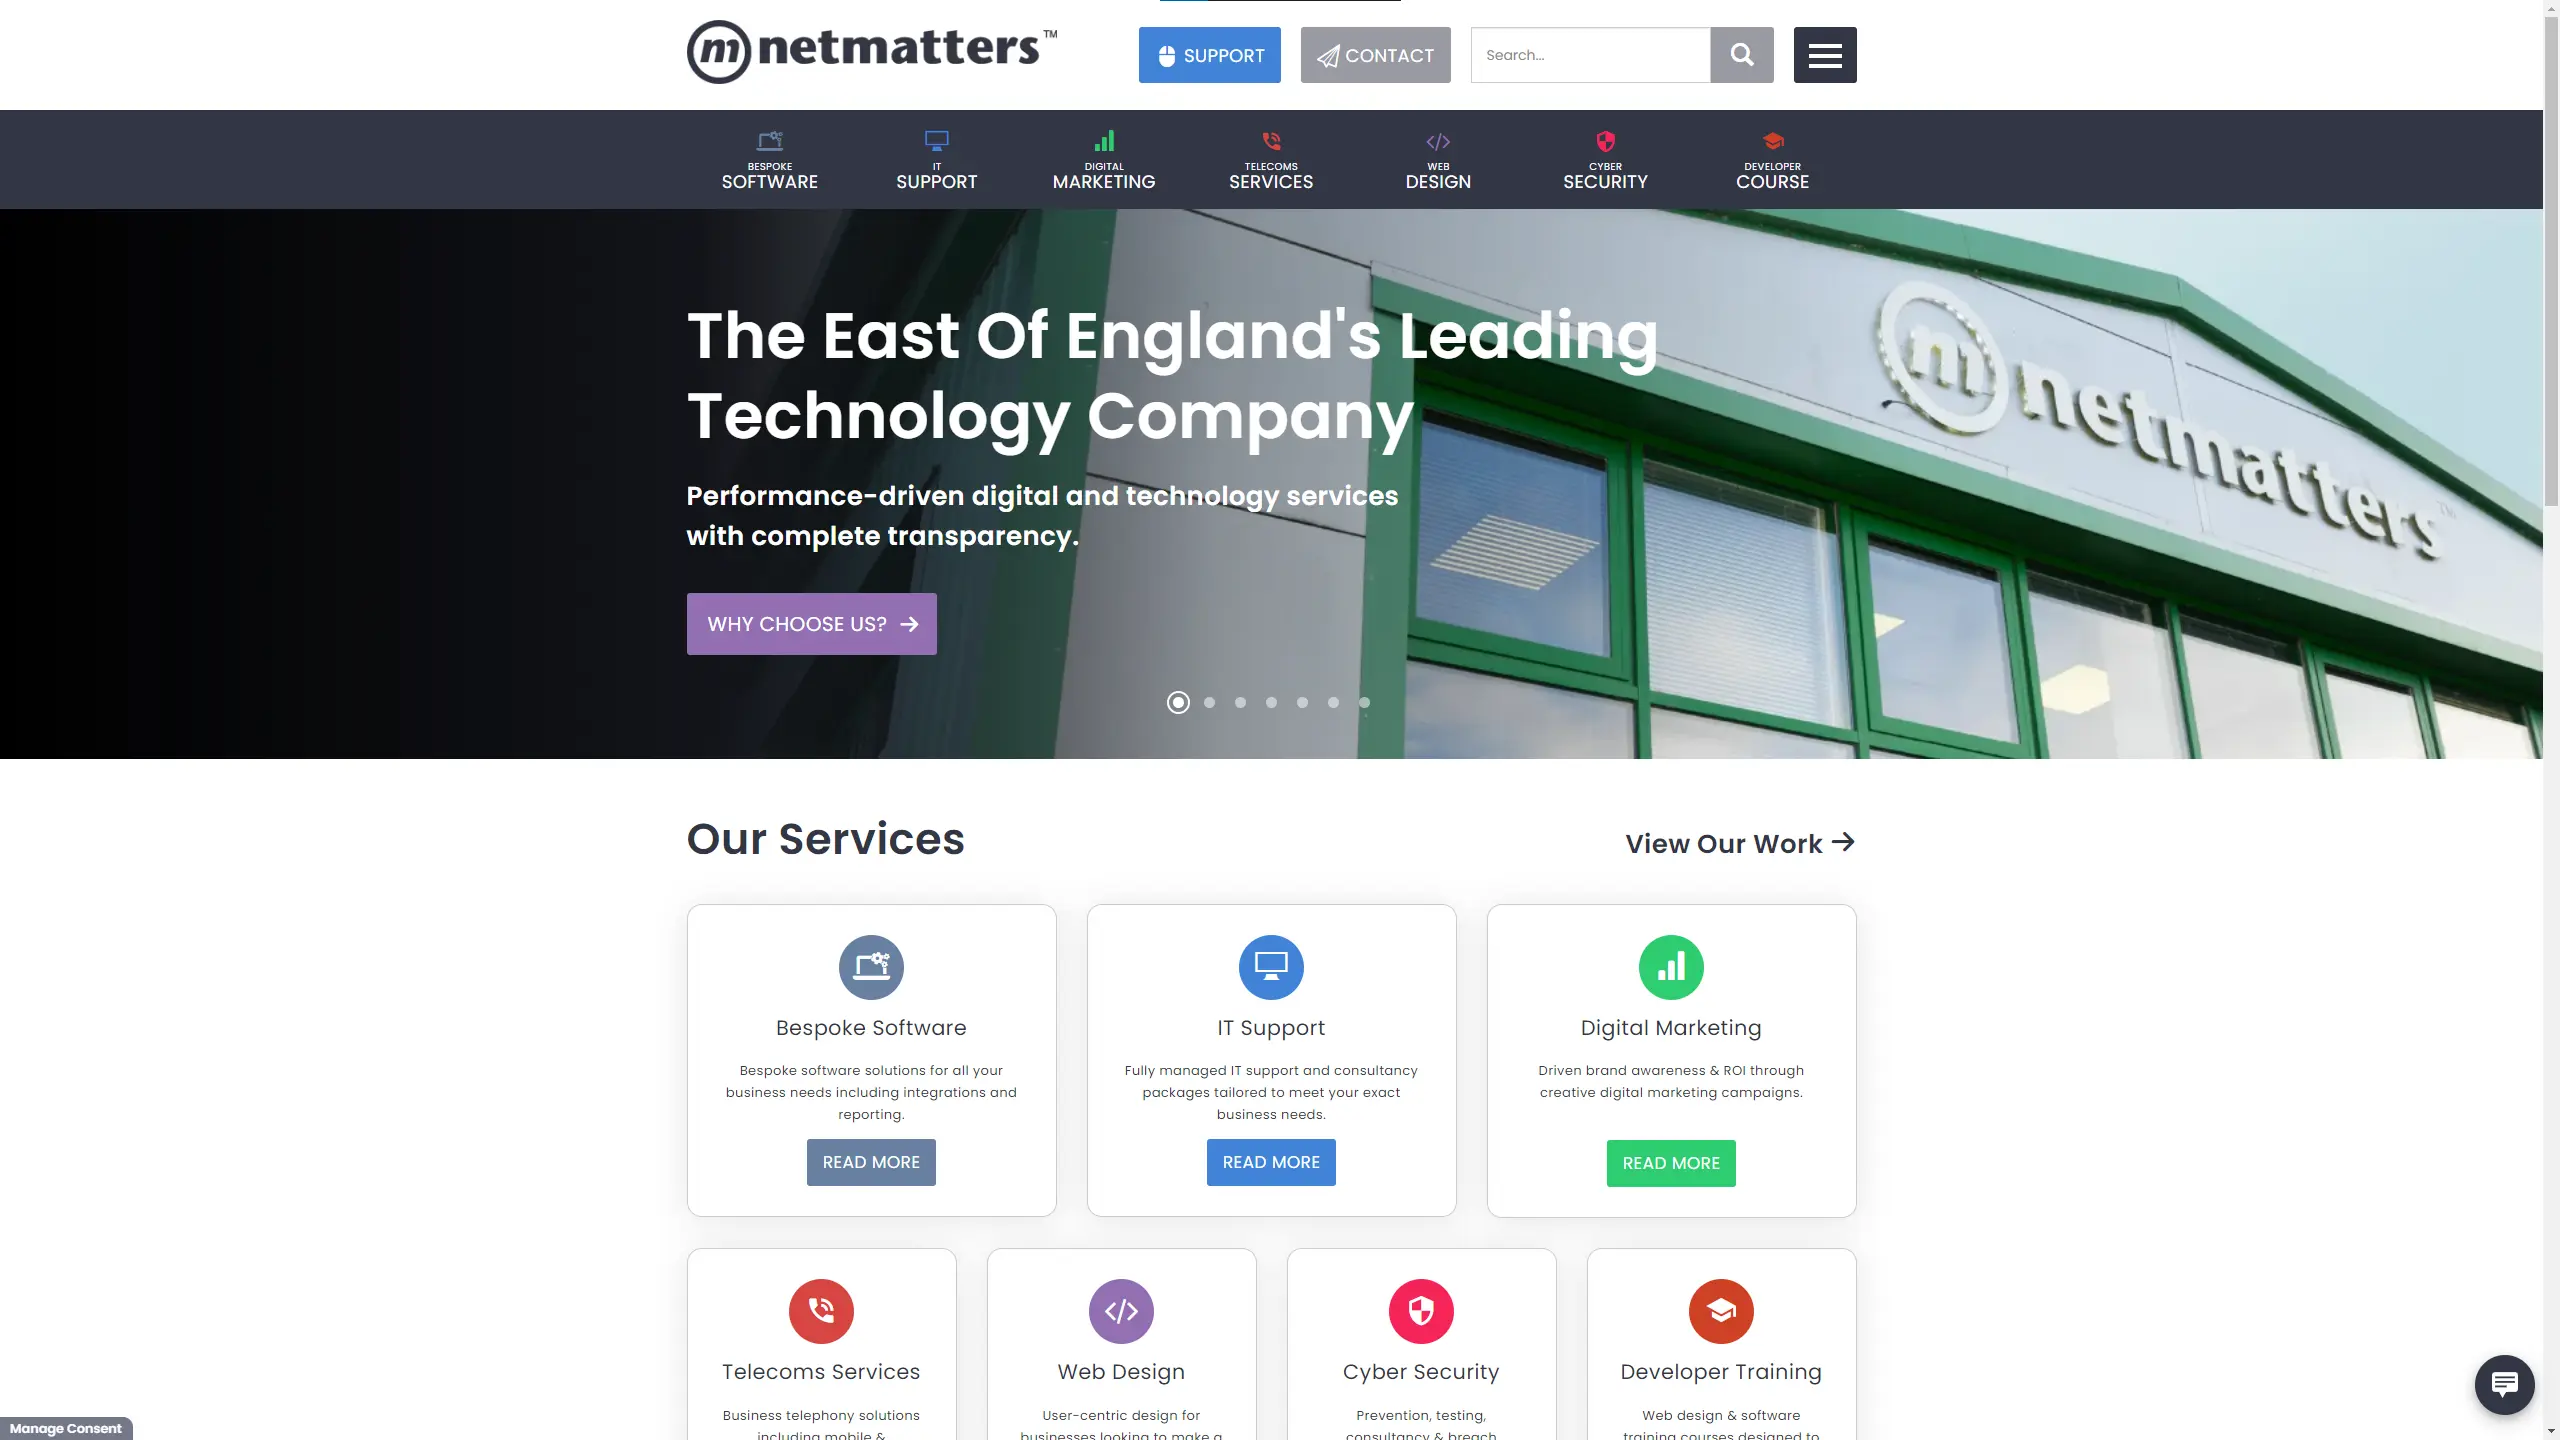 m netmatters™
SUPPORT
CONTACT
Search...
BESPOKE
SOFTWARE
IT
SUPPORT
DIGITAL
MARKETING
TELECOMS
SERVICES
WEB
DESIGN
CYBER
SECURITY
DEVELOPER
COURSE
The East Of England's Leading
Technology Company
m netmatters™
Performance-driven digital and technology services
with complete transparency.
WHY CHOOSE US?
Our Services
View Our Work
Bespoke Software
Bespoke software solutions for all your
business needs including integrations and
reporting.
READ MORE
IT Support
Fully managed IT support and consultancy
packages tailored to meet your exact
business needs.
READ MORE
Digital Marketing
Driven brand awareness & ROI through
creative digital marketing campaigns.
READ MORE
Telecoms Services
Business telephony solutions
including mobile &
Web Design
User-centric design for
businesses looking to make a
Cyber Security
Prevention, testing,
consultancy & breach
Developer Training
Web design & software
training courses designed to
Manage Consent